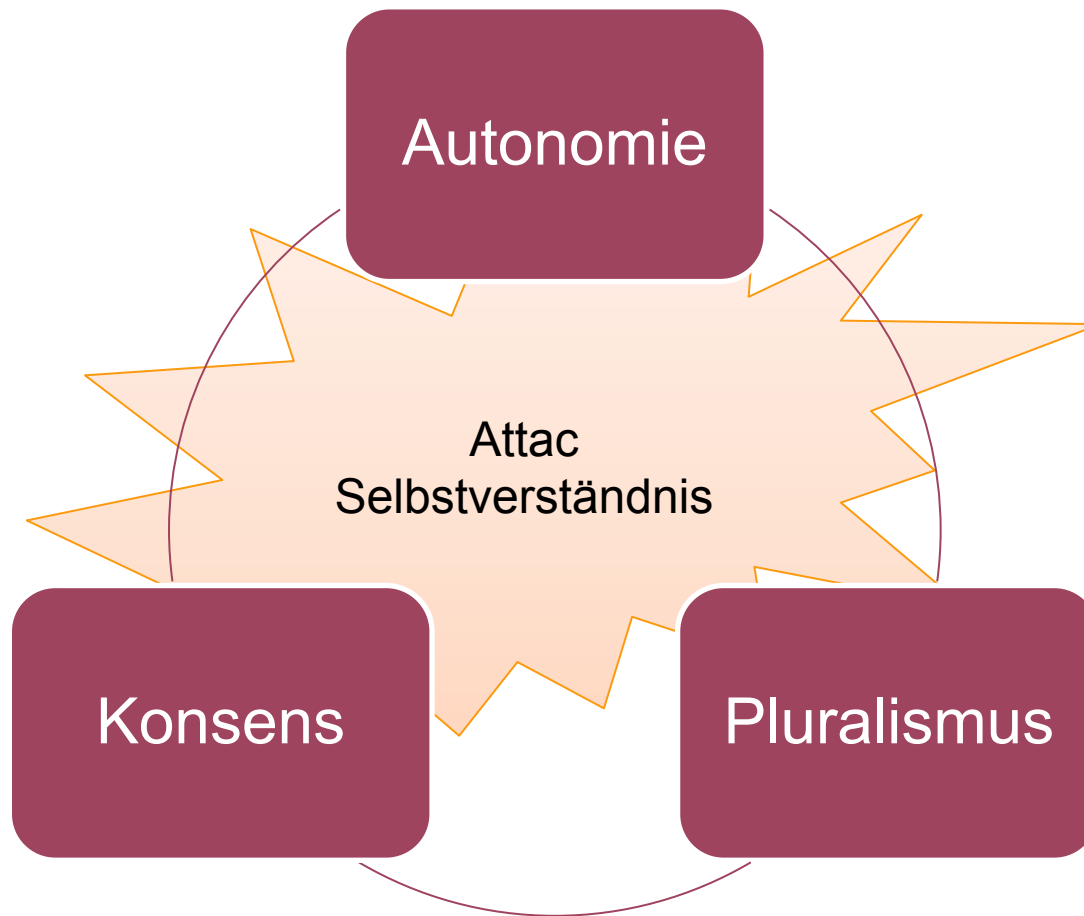 Autonomie
Attac
Selbstverständnis
Konsens
Pluralismus